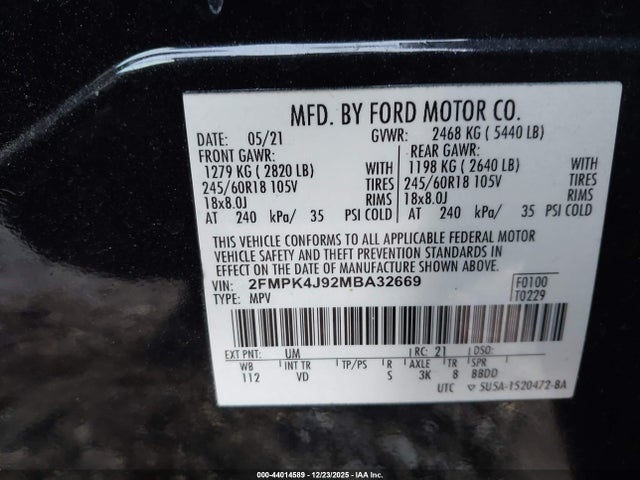 MFD. BY FORD MOTOR CO.
DATE: 05/21 GVWR: 2468 KG ( 5440 LB)
FRONT GAWR: REAR GAWR:
1279 KG ( 2820 LB) WITH 1198 KG ( 2640 LB) WITH
245/60R18 105V TIRES 245/60R18 105V TIRES
18x8.0J RIMS 18x8.0J RIMS
AT 240 kPa/ 35 PSI COLD AT 240 kPa/ 35 PSI COLD
THIS VEHICLE CONFORMS TO ALL APPLICABLE FEDERAL MOTOR
VEHICLE SAFETY AND THEFT PREVENTION STANDARDS IN
EFFECT ON THE DATE OF MANUFACTURE SHOWN ABOVE.
VIN: 2FMPK4J92MBA32669 F0100
TYPE: MPV T0229
EXT PNT: UM RC: 21 DSO:
WB INT TR TP/PS R AXLE TR SPR
112 VD S 3K 8 BBDD
UTC ▽ 5U5A-1520472-BA
000-44014589 - 12/23/2025 - IAA Inc.